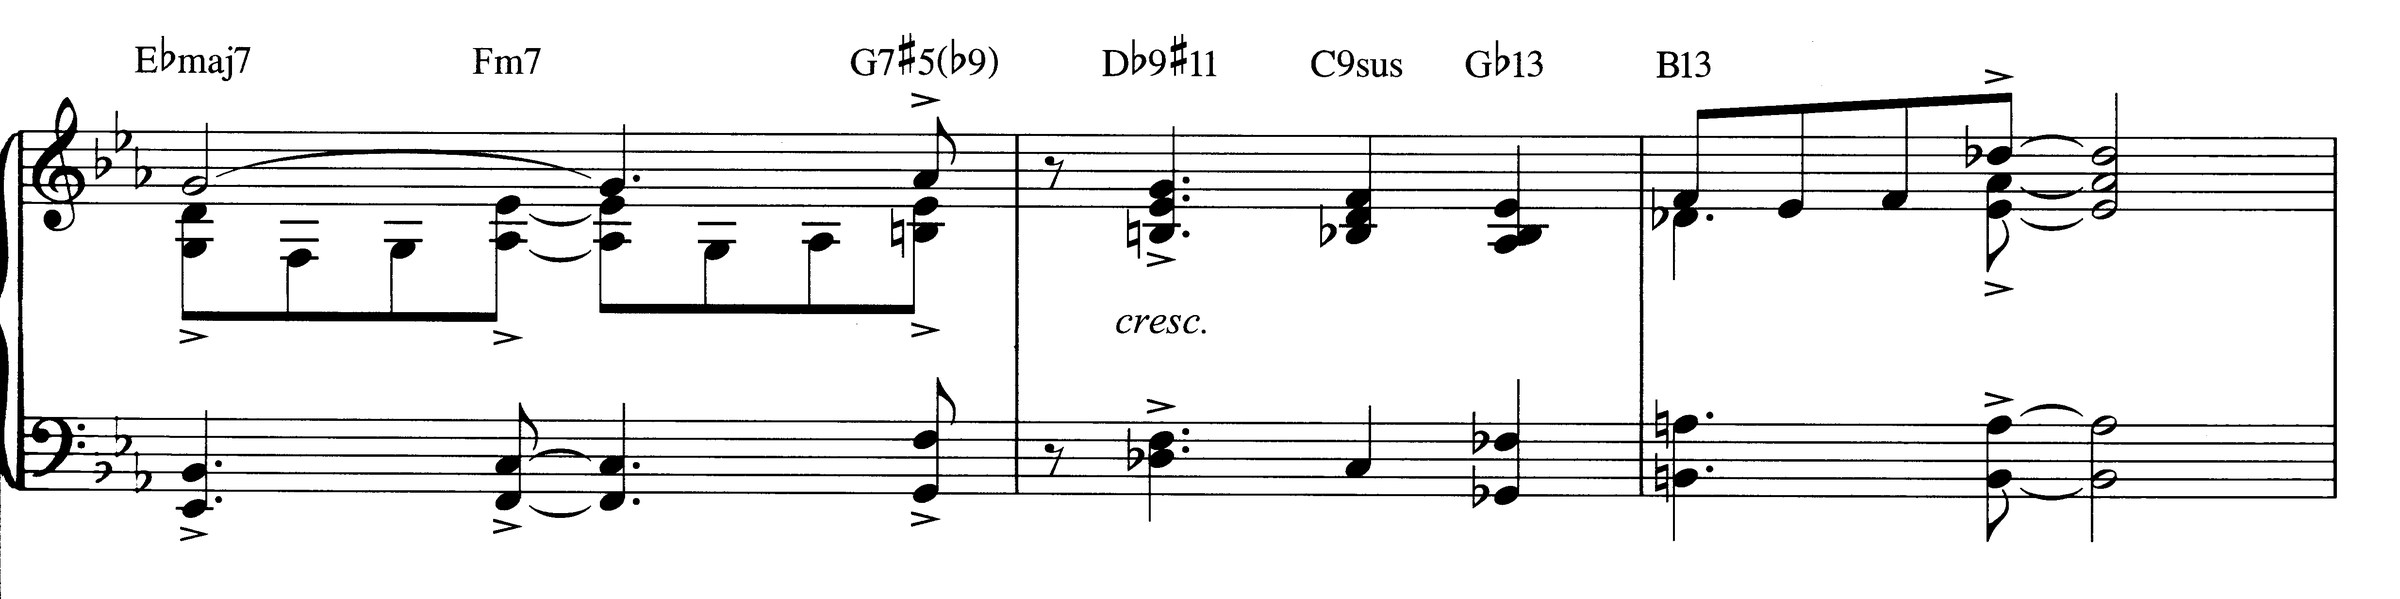 E♭maj7 Fm7 G7♯5(♭9) D♭9♯11 C9sus G♭13 B13
cresc.